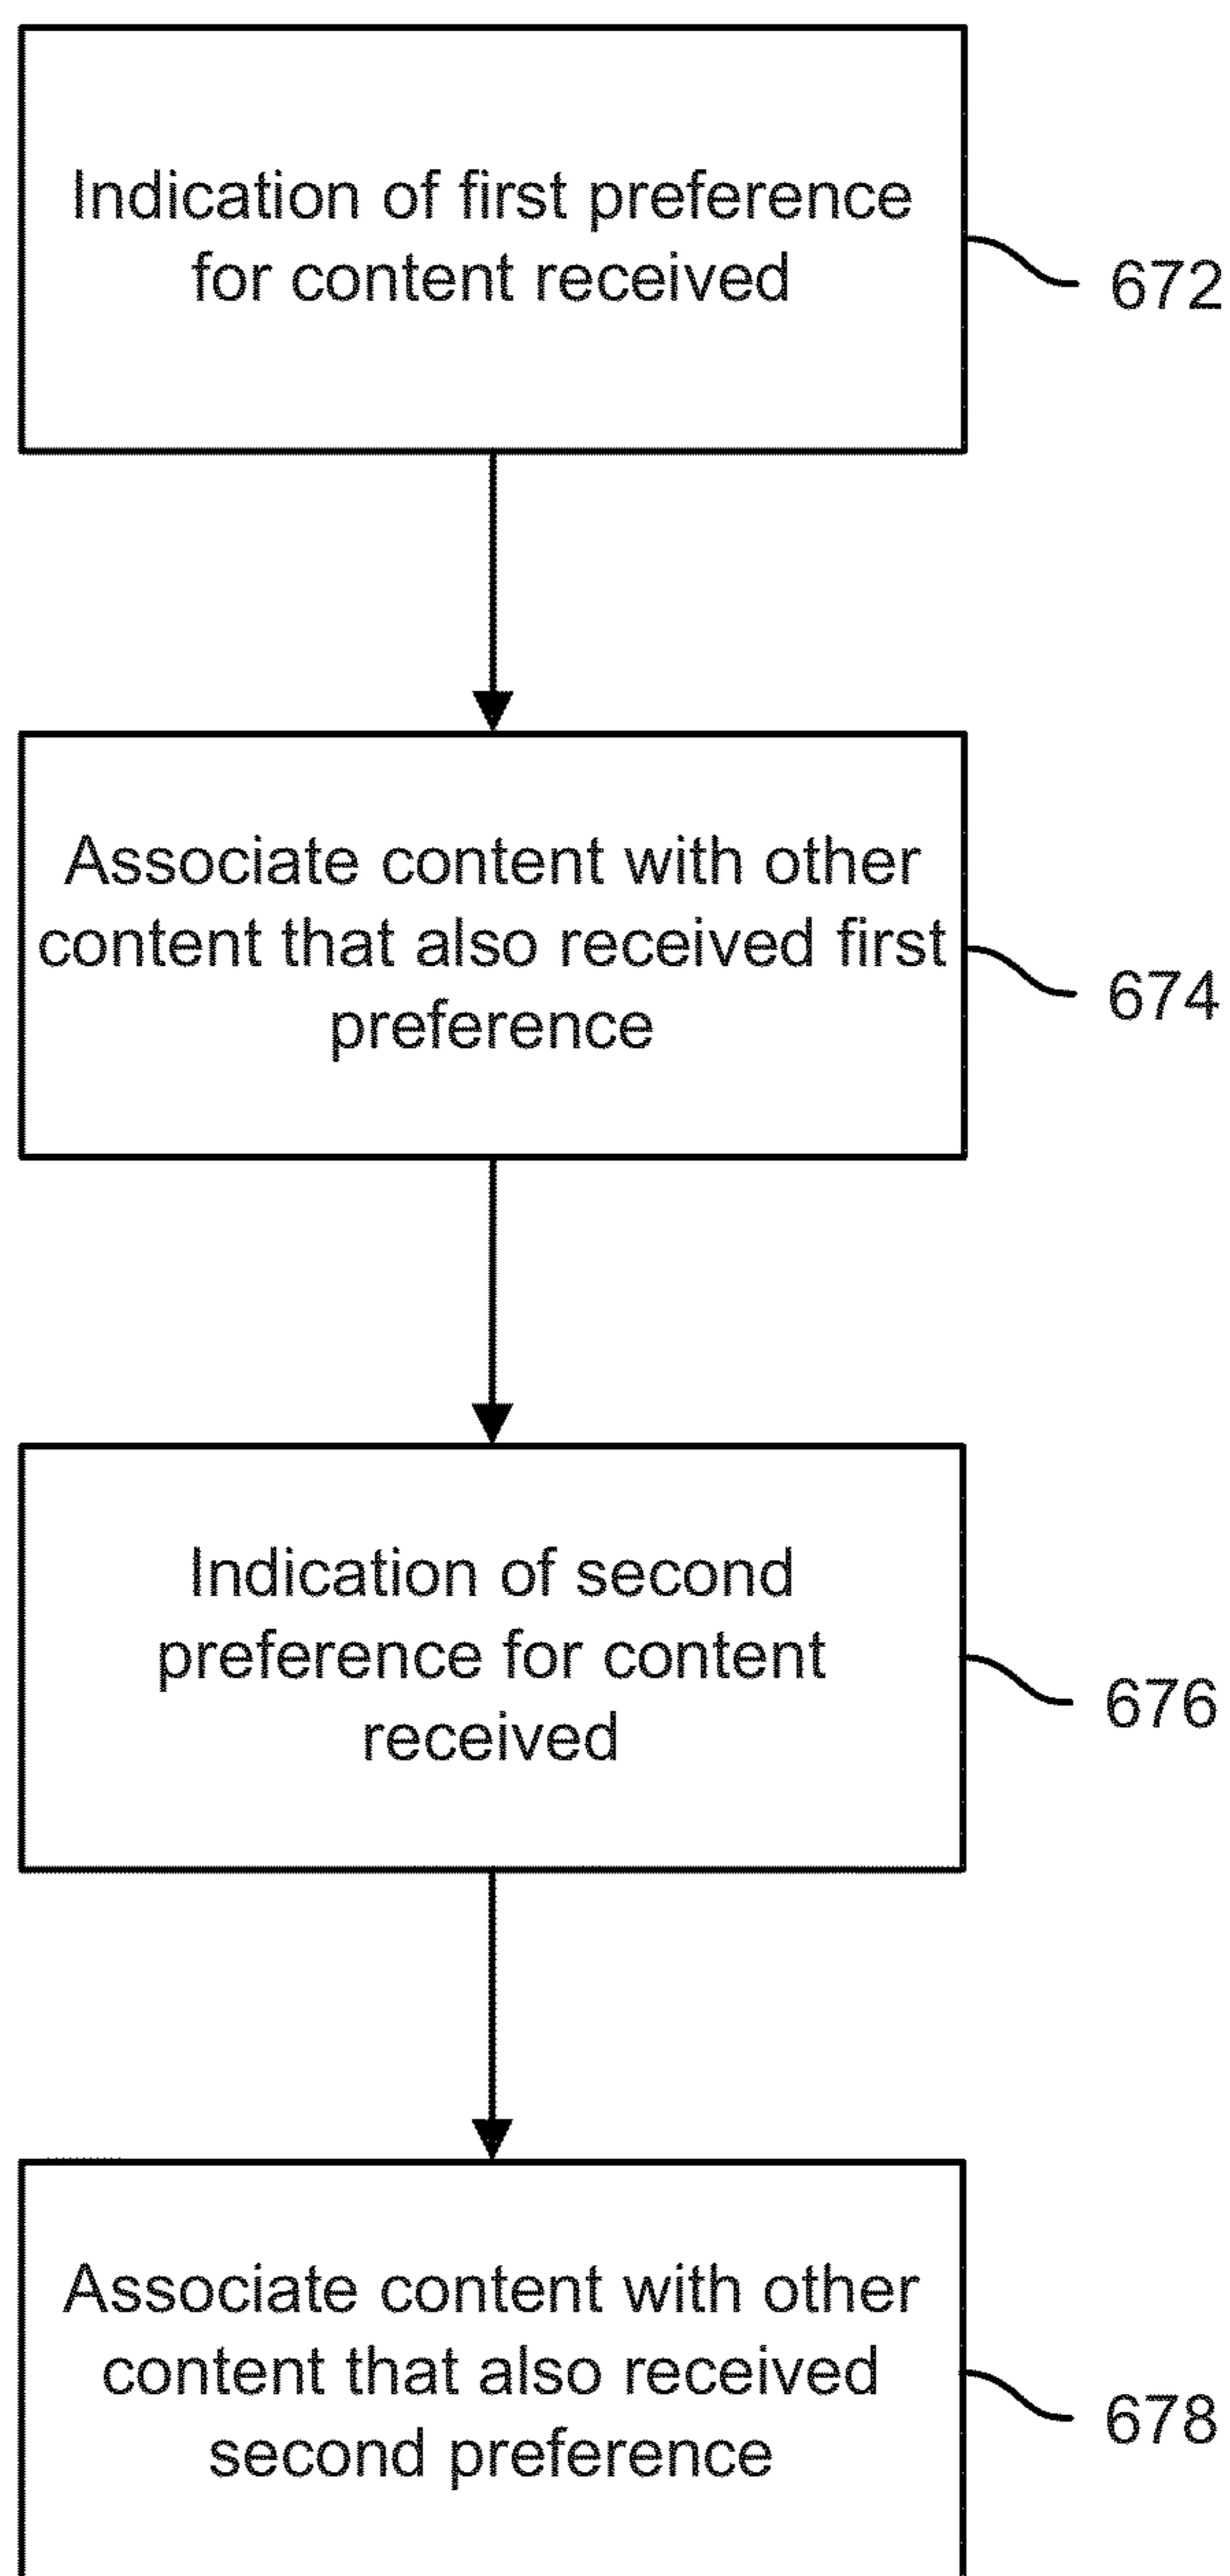 Indication of first preference
for content received
672
Associate content with other
content that also received first
preference
674
Indication of second
preference for content
received
676
Associate content with other
content that also received
second preference
678